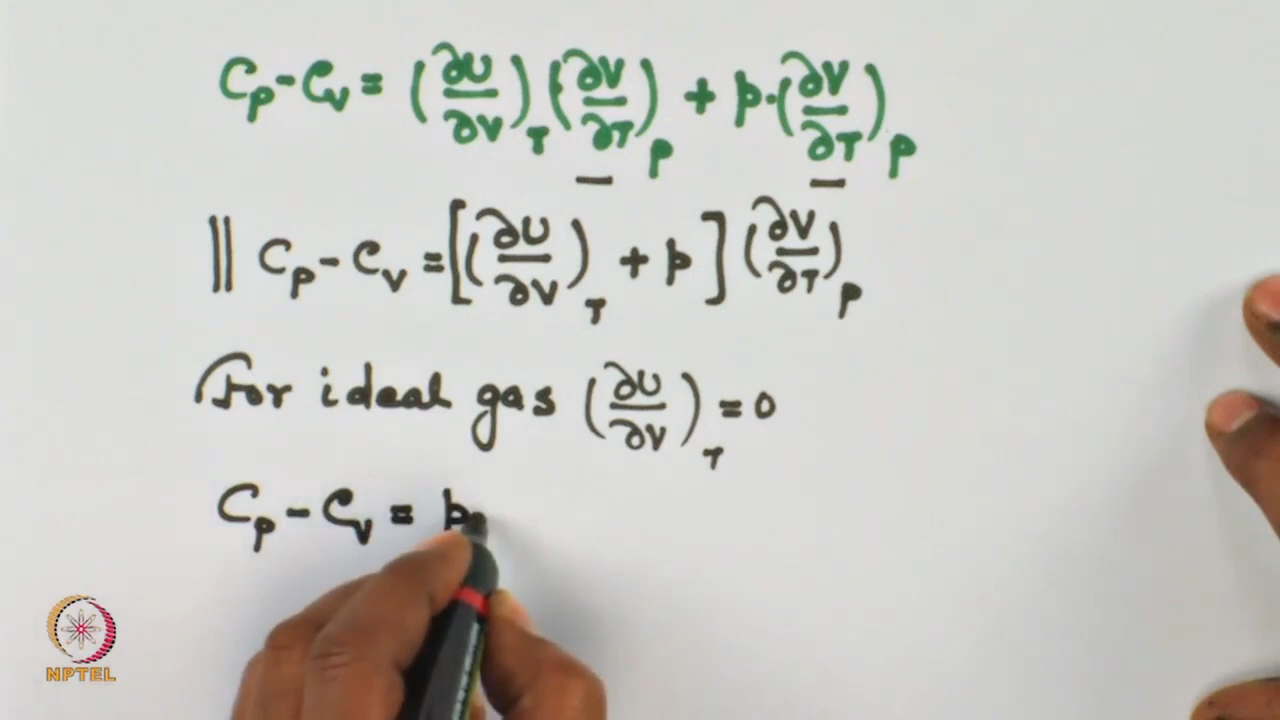 Cp - Cv = (∂U/∂V)T (∂V/∂T)P + p·(∂V/∂T)P
|| Cp - Cv = [(∂U/∂V)T + p] (∂V/∂T)P
For ideal gas (∂U/∂V)T = 0
Cp - Cv = p
NPTEL